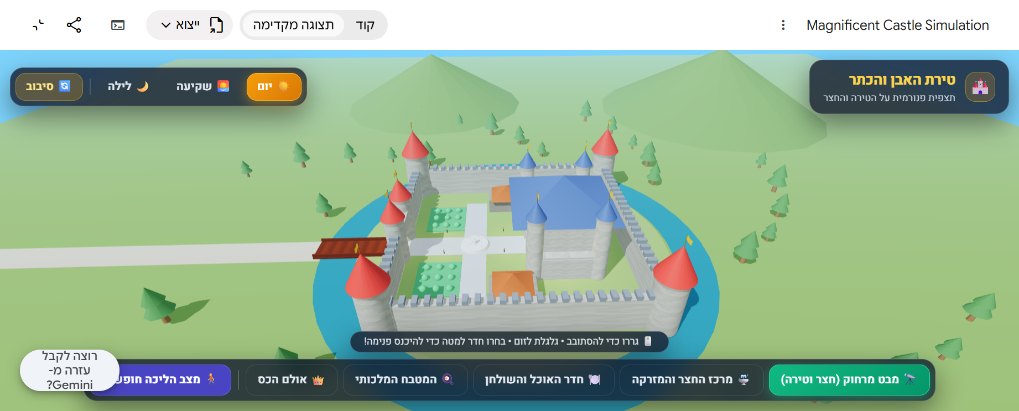 Magnificent Castle Simulation
קוד
תצוגה מקדימה
ייצוא
טירת האבן והכתר
תצפית פנורמית על הטירה והחצר
יום
שקיעה
לילה
סיבוב
גררו כדי להסתובב • גלגלת לזום • בחרו חדר למטה כדי להיכנס פנימה!
מבט מרחוק (חצר וטירה)
מרכז החצר והמזרקה
חדר האוכל והשולחן
המטבח המלכותי
אולם הכס
מצב הליכה
רוצה לקבל
עזרה מ-
Gemini?